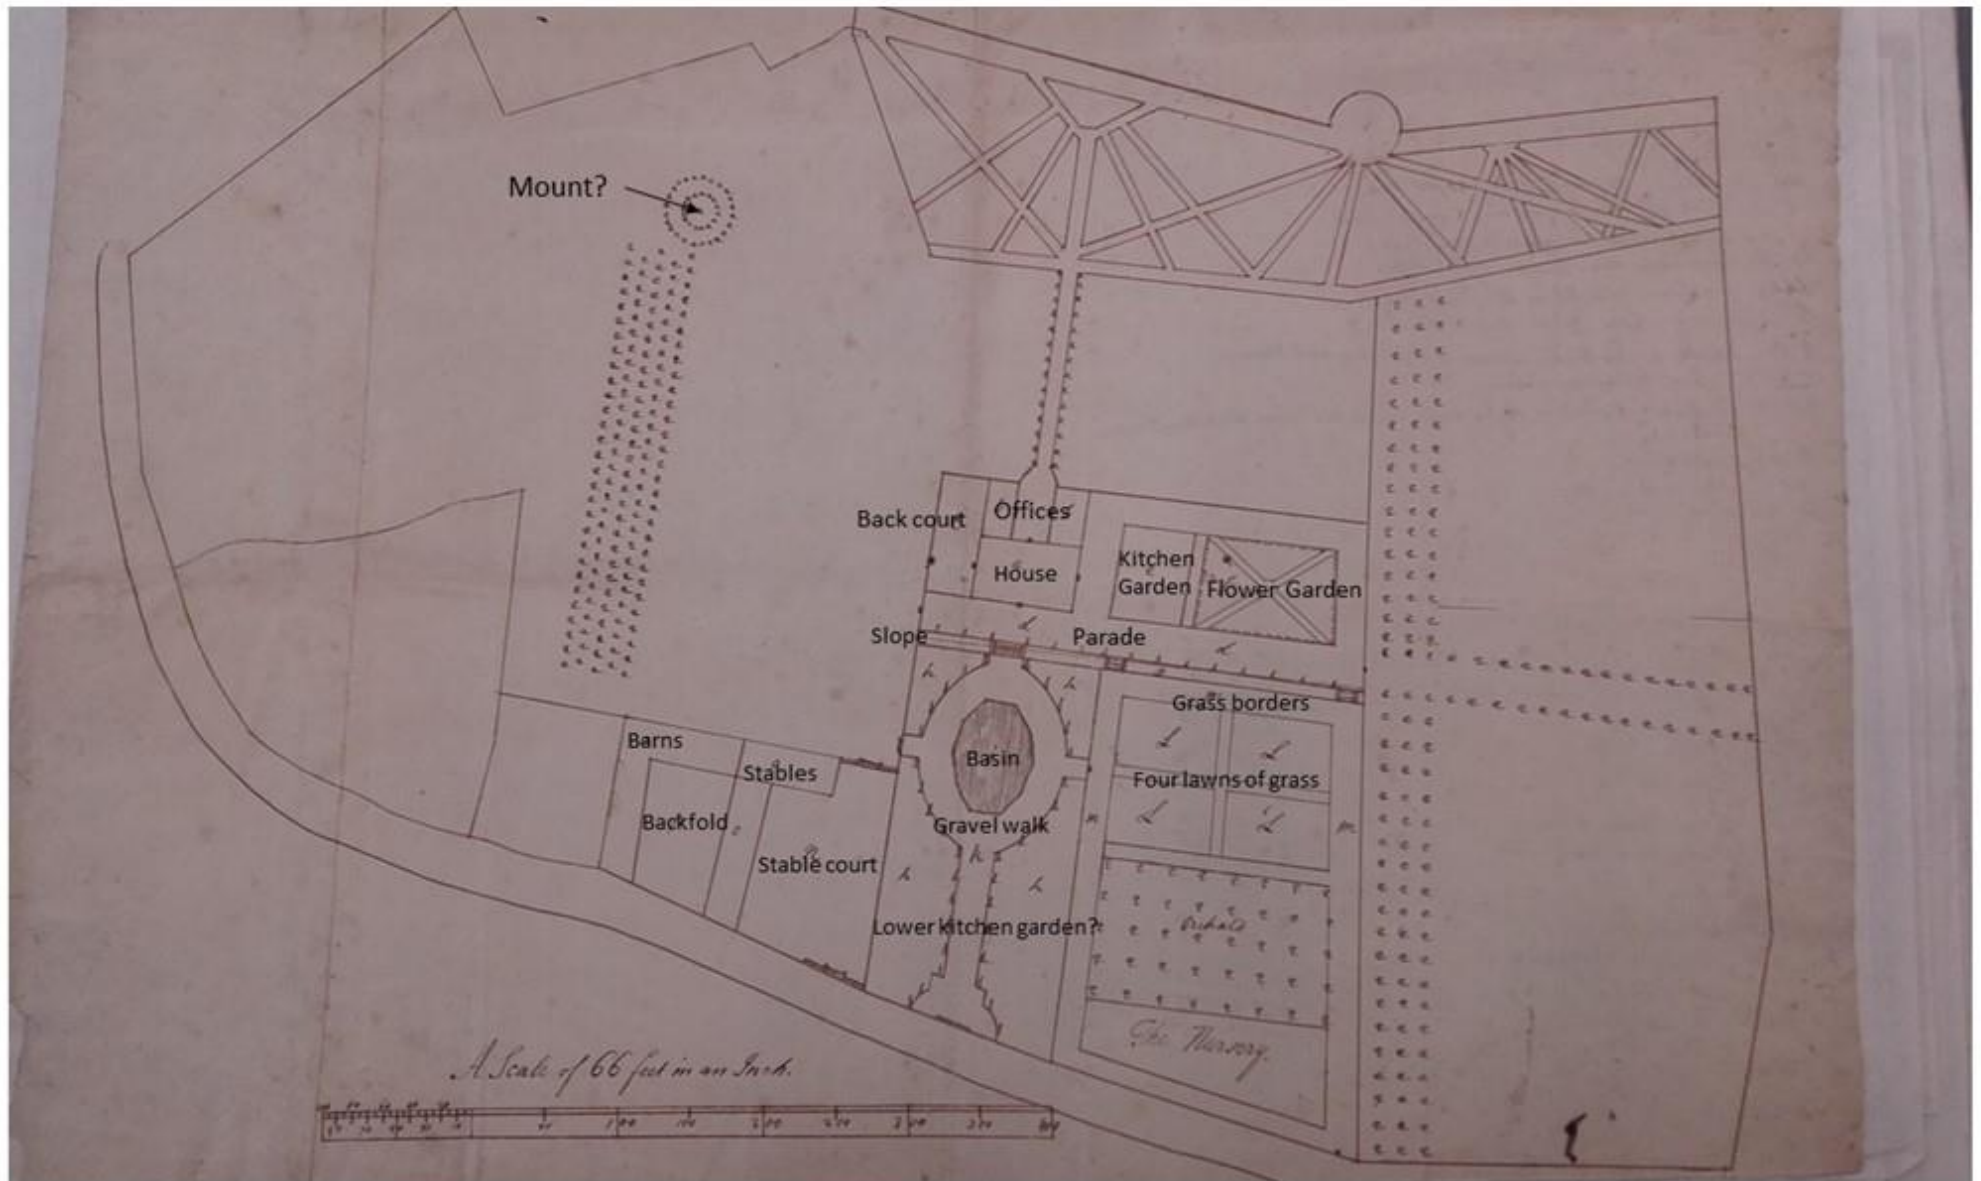 Mount?
Back court
Offices
House
Kitchen
Garden
Flower Garden
Slope
Parade
Grass borders
Barns
Stables
Basin
Four lawns of grass
Backfold
Gravel walk
Stable court
Lower kitchen garden?
Orchard
The Nursery.
A Scale of 66 feet in an Inch.